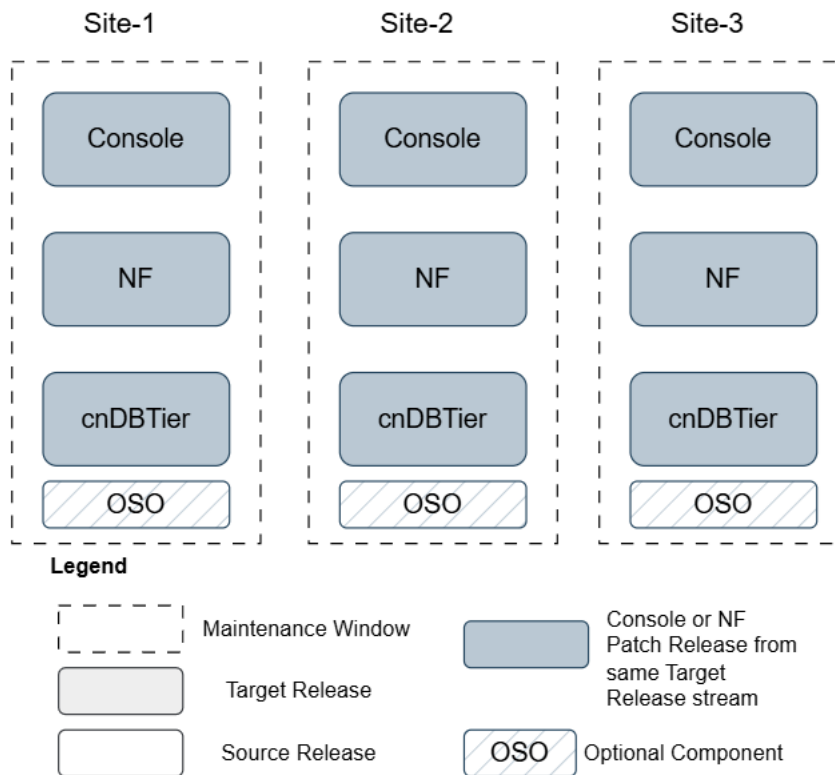 Site-1 Site-2 Site-3
Console Console Console
NF NF NF
cnDBTier cnDBTier cnDBTier
OSO OSO OSO
Legend
Maintenance Window
Target Release
Source Release
Console or NF
Patch Release from
same Target
Release stream
OSO Optional Component